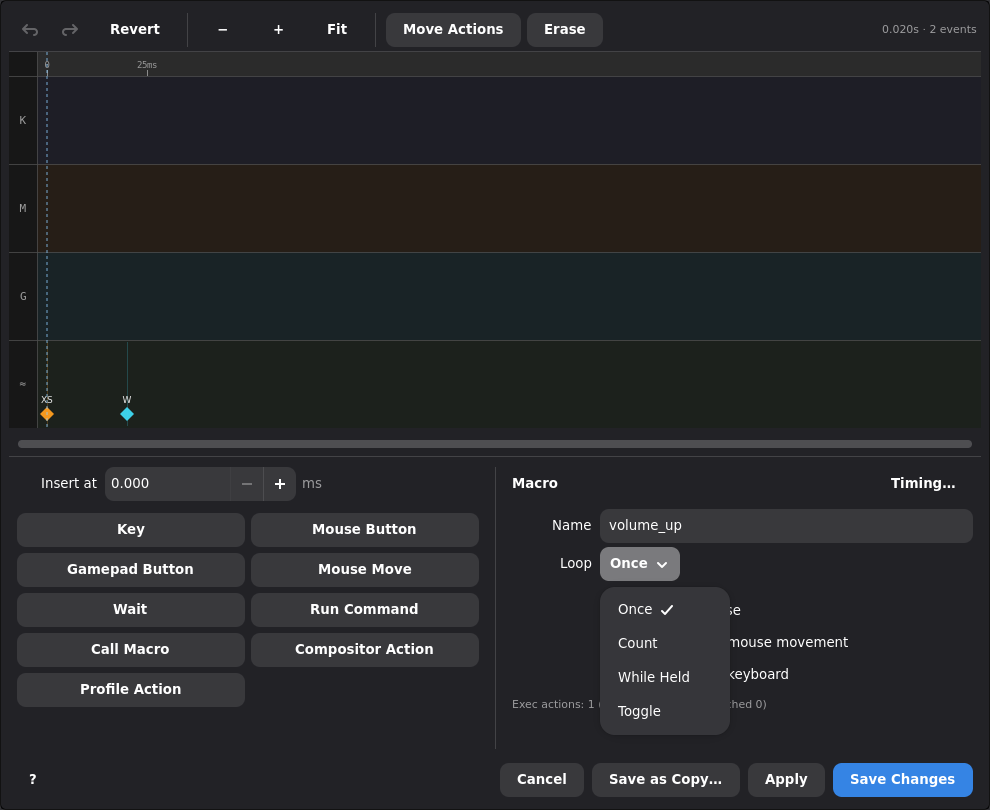 Revert − + Fit Move Actions Erase 0.020s · 2 events
0 25ms
K
M
G
≈
XS W
Insert at 0.000 − + ms
Key Mouse Button
Gamepad Button Mouse Move
Wait Run Command
Call Macro Compositor Action
Profile Action
Macro Timing…
Name volume_up
Loop Once
Once ✓
Count mouse movement
While Held keyboard
Exec actions: 1
Toggle
? Cancel Save as Copy… Apply Save Changes